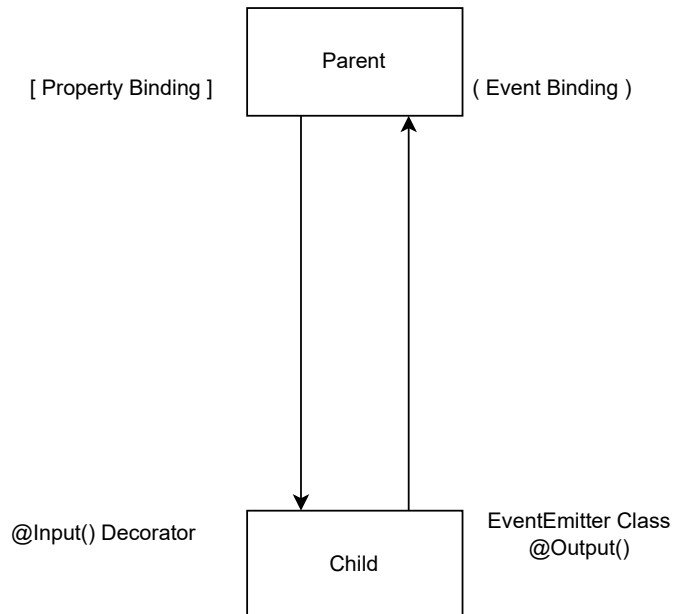 Parent
[ Property Binding ]
( Event Binding )
@Input() Decorator
EventEmitter Class
@Output()
Child